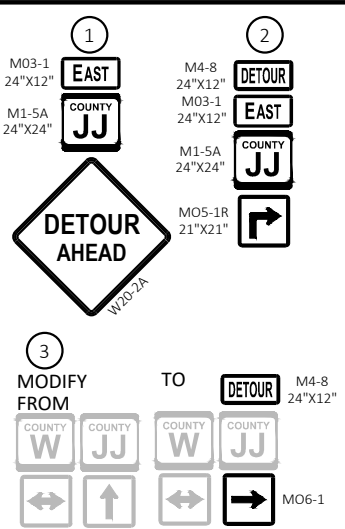 1
M03-1
24"X12"
EAST
M1-5A
24"X24"
COUNTY
JJ
DETOUR
AHEAD
W20-2A
2
M4-8
24"X12"
DETOUR
M03-1
24"X12"
EAST
M1-5A
24"X24"
COUNTY
JJ
MO5-1R
21"X21"
3
MODIFY
FROM
COUNTY
W
COUNTY
JJ
TO
DETOUR
M4-8
24"X12"
COUNTY
W
COUNTY
JJ
MO6-1